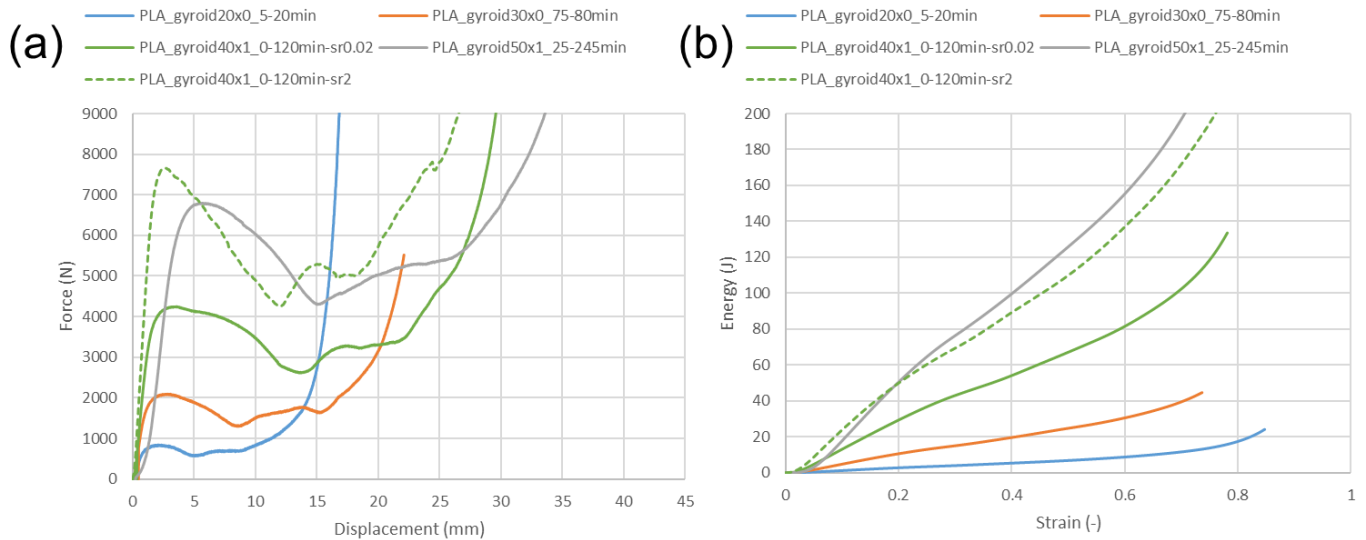 (a)
PLA_gyroid20x0_5-20min
PLA_gyroid30x0_75-80min
PLA_gyroid40x1_0-120min-sr0.02
PLA_gyroid50x1_25-245min
PLA_gyroid40x1_0-120min-sr2
9000
8000
7000
6000
5000
4000
3000
2000
1000
0
Force (N)
0 5 10 15 20 25 30 35 40 45
Displacement (mm)
(b)
PLA_gyroid20x0_5-20min
PLA_gyroid30x0_75-80min
PLA_gyroid40x1_0-120min-sr0.02
PLA_gyroid50x1_25-245min
PLA_gyroid40x1_0-120min-sr2
200
180
160
140
120
100
80
60
40
20
0
Energy (J)
0 0.2 0.4 0.6 0.8 1
Strain (-)